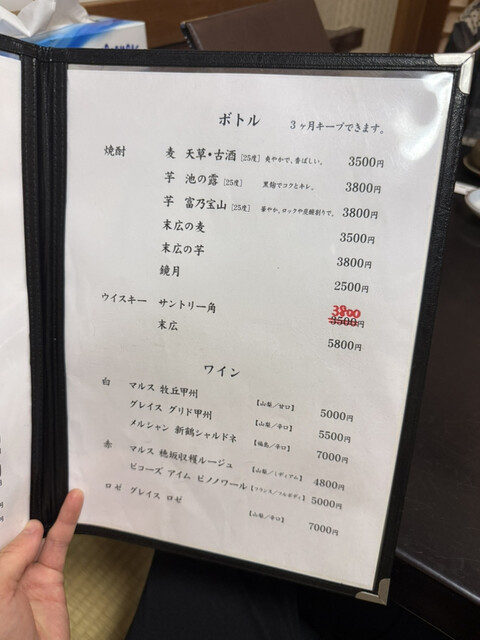 ボトル 3ヶ月キープできます。
焼酎 麦 天草・古酒 [25度] 爽やかで、香ばしい。 3500円
芋 池の露 [25度] 黒麹でコクとキレ。 3800円
芋 富乃宝山 [25度] 華やか。ロックや炭酸割りで。 3800円
末広の麦 3500円
末広の芋 3800円
鏡月 2500円
ウイスキー サントリー角 3800
3500円
末広 5800円
ワイン
白 マルス 牧丘甲州 【山梨/甘口】 5000円
グレイス グリド甲州 【山梨/辛口】 5500円
メルシャン 新鶴シャルドネ 【福島/辛口】 7000円
赤 マルス 穂坂収穫ルージュ 【山梨/ミディアム】 4800円
ビコーズ アイム ピノノワール 【フランス/フルボディ】 5000円
ロゼ グレイス ロゼ 【山梨/辛口】 7000円